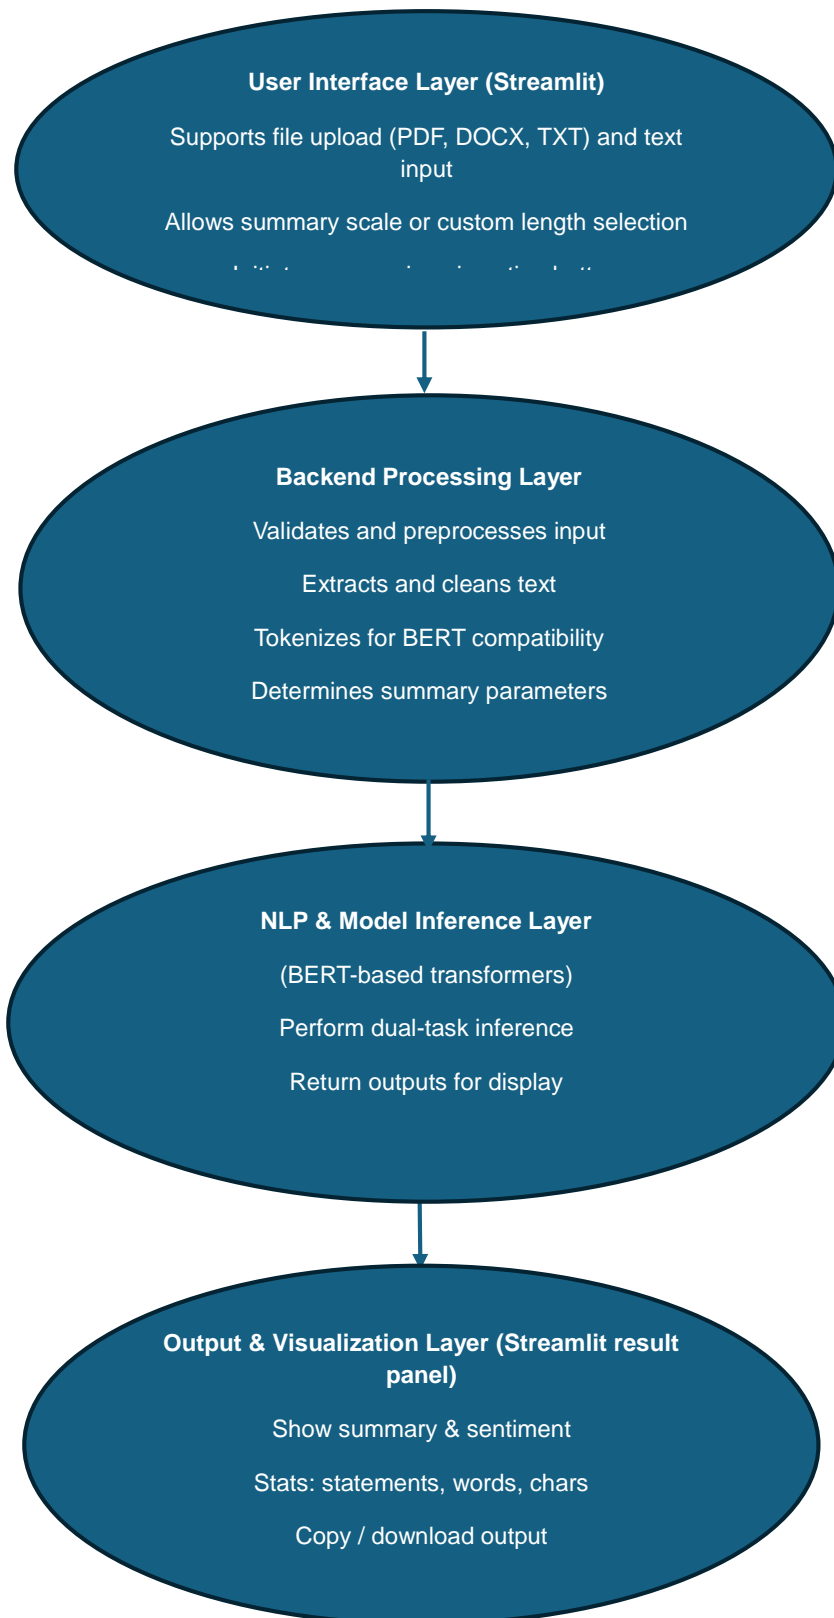 User Interface Layer (Streamlit)
Supports file upload (PDF, DOCX, TXT) and text
input
Allows summary scale or custom length selection
Backend Processing Layer
Validates and preprocesses input
Extracts and cleans text
Tokenizes for BERT compatibility
Determines summary parameters
NLP & Model Inference Layer
(BERT-based transformers)
Perform dual-task inference
Return outputs for display
Output & Visualization Layer (Streamlit result
panel)
Show summary & sentiment
Stats: statements, words, chars
Copy / download output